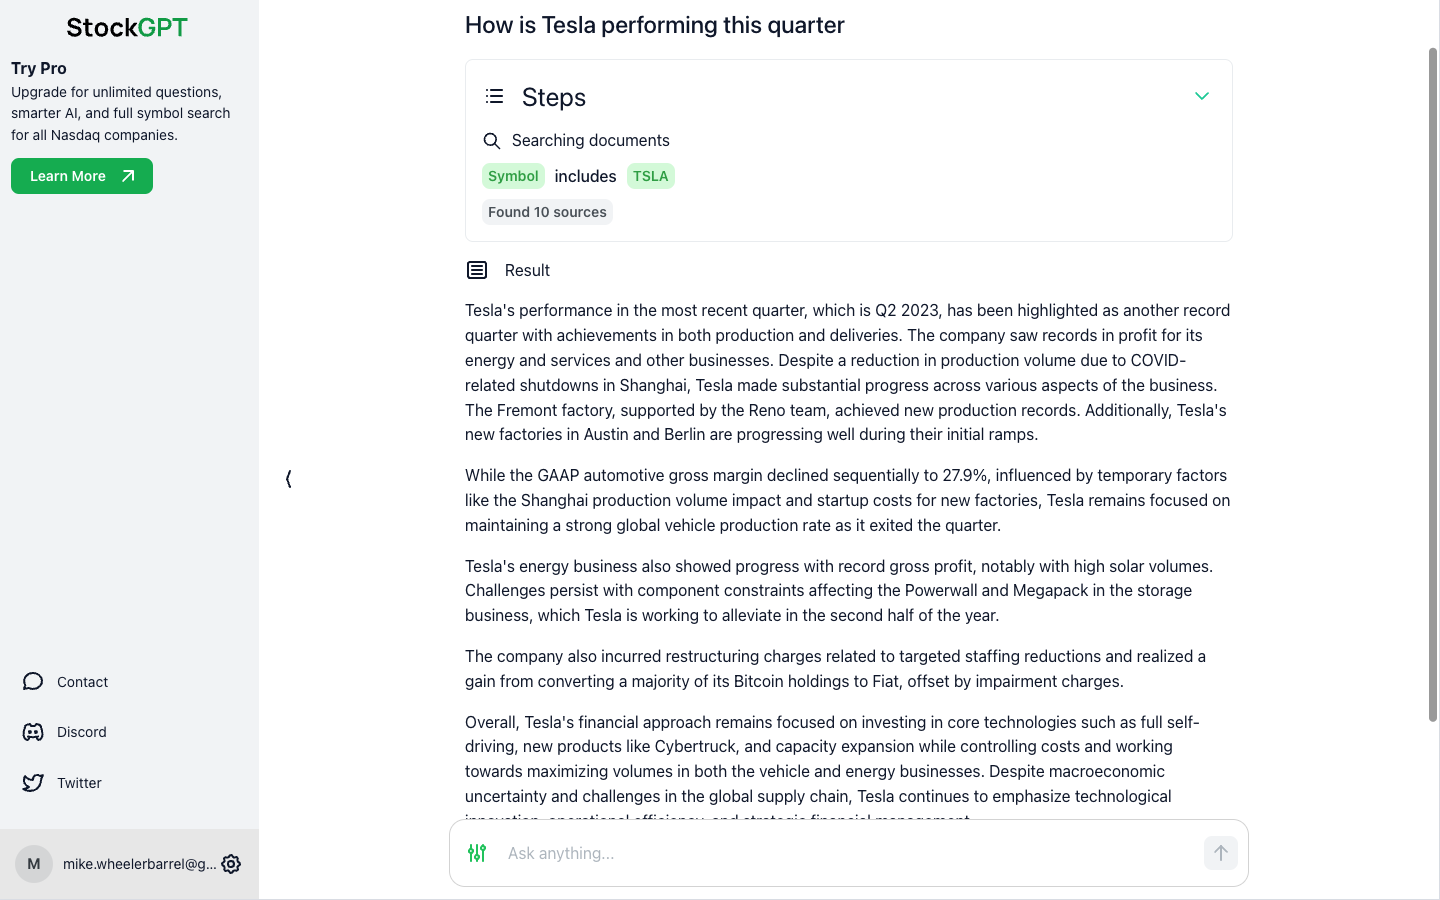 StockGPT
Try Pro
Upgrade for unlimited questions,
smarter AI, and full symbol search
for all Nasdaq companies.
Learn More
Contact
Discord
Twitter
M
mike.wheelerbarrel@g...
How is Tesla performing this quarter
Steps
Searching documents
Symbol includes TSLA
Found 10 sources
Result
Tesla's performance in the most recent quarter, which is Q2 2023, has been highlighted as another record
quarter with achievements in both production and deliveries. The company saw records in profit for its
energy and services and other businesses. Despite a reduction in production volume due to COVID-
related shutdowns in Shanghai, Tesla made substantial progress across various aspects of the business.
The Fremont factory, supported by the Reno team, achieved new production records. Additionally, Tesla's
new factories in Austin and Berlin are progressing well during their initial ramps.
While the GAAP automotive gross margin declined sequentially to 27.9%, influenced by temporary factors
like the Shanghai production volume impact and startup costs for new factories, Tesla remains focused on
maintaining a strong global vehicle production rate as it exited the quarter.
Tesla's energy business also showed progress with record gross profit, notably with high solar volumes.
Challenges persist with component constraints affecting the Powerwall and Megapack in the storage
business, which Tesla is working to alleviate in the second half of the year.
The company also incurred restructuring charges related to targeted staffing reductions and realized a
gain from converting a majority of its Bitcoin holdings to Fiat, offset by impairment charges.
Overall, Tesla's financial approach remains focused on investing in core technologies such as full self-
driving, new products like Cybertruck, and capacity expansion while controlling costs and working
towards maximizing volumes in both the vehicle and energy businesses. Despite macroeconomic
uncertainty and challenges in the global supply chain, Tesla continues to emphasize technological
innovation, operational efficiency, and strategic financial management.
Ask anything...